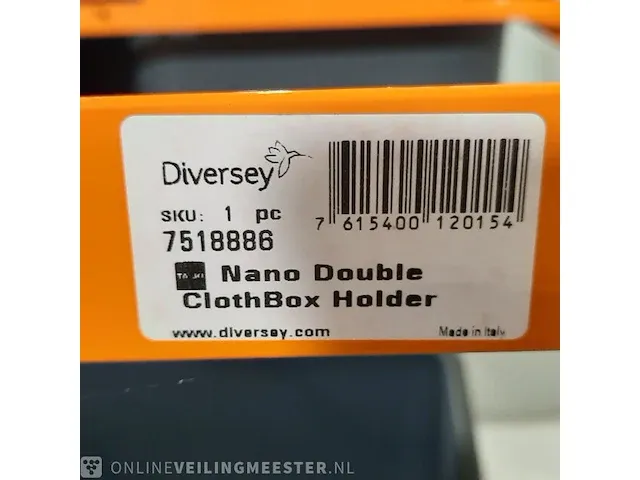 Diversey
SKU: 1 pc
7518886
7 615400 120154
TASKI Nano Double
ClothBox Holder
www.diversey.com
Made in Italy
ONLINEVEILINGMEESTER.NL